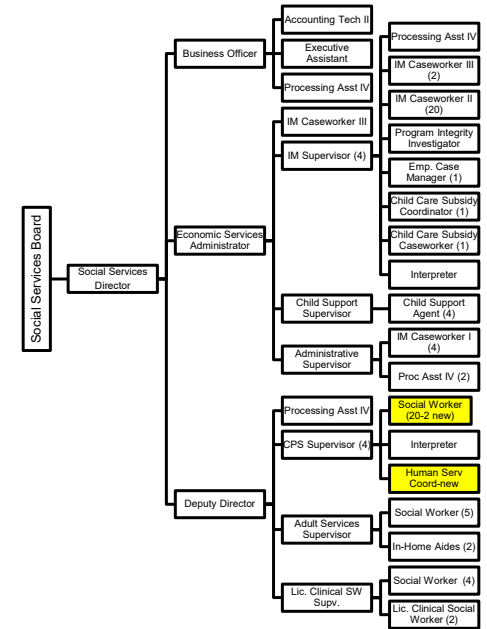 Social Services Board
Social Services
Director
Business Officer
Accounting Tech II
Executive
Assistant
Processing Asst IV
Economic Services
Administrator
IM Caseworker III
IM Supervisor (4)
Processing Asst IV
IM Caseworker III
(2)
IM Caseworker II
(20)
Program Integrity
Investigator
Emp. Case
Manager (1)
Child Care Subsidy
Coordinator (1)
Child Care Subsidy
Caseworker (1)
Interpreter
Child Support
Supervisor
Child Support
Agent (4)
Administrative
Supervisor
IM Caseworker I
(4)
Proc Asst IV (2)
Deputy Director
Processing Asst IV
CPS Supervisor (4)
Social Worker
(20-2 new)
Interpreter
Human Serv
Coord-new
Adult Services
Supervisor
Social Worker (5)
In-Home Aides (2)
Lic. Clinical SW
Supv.
Social Worker (4)
Lic. Clinical Social
Worker (2)